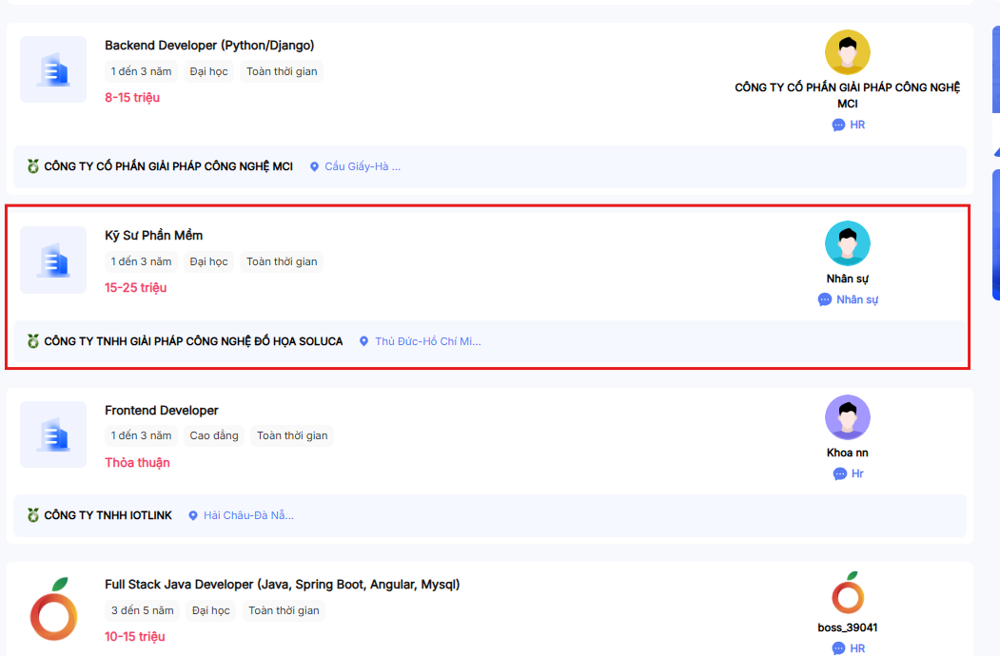 Backend Developer (Python/Django)
1 đến 3 năm Đại học Toàn thời gian
8-15 triệu
CÔNG TY CỔ PHẦN GIẢI PHÁP CÔNG NGHỆ
MCI
HR
CÔNG TY CỔ PHẦN GIẢI PHÁP CÔNG NGHỆ MCI Cầu Giấy-Hà ...
Kỹ Sư Phần Mềm
1 đến 3 năm Đại học Toàn thời gian
15-25 triệu
Nhân sự
Nhân sự
CÔNG TY TNHH GIẢI PHÁP CÔNG NGHỆ ĐỒ HỌA SOLUCA Thủ Đức-Hồ Chí Mi...
Frontend Developer
1 đến 3 năm Cao đẳng Toàn thời gian
Thỏa thuận
Khoa nn
Hr
CÔNG TY TNHH IOTLINK Hải Châu-Đà Nẵ...
Full Stack Java Developer (Java, Spring Boot, Angular, Mysql)
3 đến 5 năm Đại học Toàn thời gian
10-15 triệu
boss_39041
HR